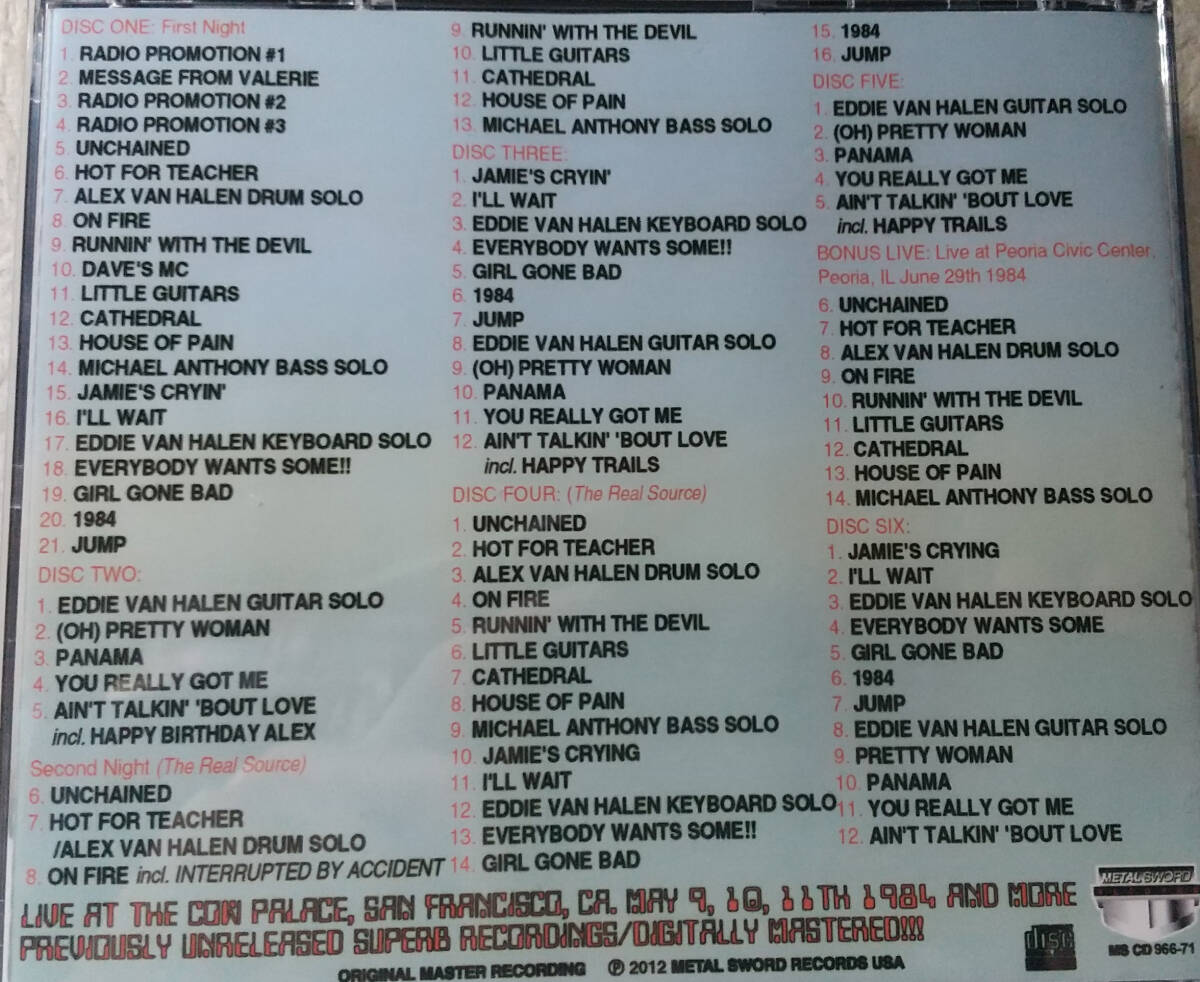 DISC ONE: First Night
1. RADIO PROMOTION #1
2. MESSAGE FROM VALERIE
3. RADIO PROMOTION #2
4. RADIO PROMOTION #3
5. UNCHAINED
6. HOT FOR TEACHER
7. ALEX VAN HALEN DRUM SOLO
8. ON FIRE
9. RUNNIN' WITH THE DEVIL
10. DAVE'S MC
11. LITTLE GUITARS
12. CATHEDRAL
13. HOUSE OF PAIN
14. MICHAEL ANTHONY BASS SOLO
15. JAMIE'S CRYIN'
16. I'LL WAIT
17. EDDIE VAN HALEN KEYBOARD SOLO
18. EVERYBODY WANTS SOME!!
19. GIRL GONE BAD
20. 1984
21. JUMP
DISC TWO:
1. EDDIE VAN HALEN GUITAR SOLO
2. (OH) PRETTY WOMAN
3. PANAMA
4. YOU REALLY GOT ME
5. AIN'T TALKIN' 'BOUT LOVE
incl. HAPPY BIRTHDAY ALEX
Second Night (The Real Source)
6. UNCHAINED
7. HOT FOR TEACHER
/ALEX VAN HALEN DRUM SOLO
8. ON FIRE incl. INTERRUPTED BY ACCIDENT
9. RUNNIN' WITH THE DEVIL
10. LITTLE GUITARS
11. CATHEDRAL
12. HOUSE OF PAIN
13. MICHAEL ANTHONY BASS SOLO
DISC THREE:
1. JAMIE'S CRYIN'
2. I'LL WAIT
3. EDDIE VAN HALEN KEYBOARD SOLO
4. EVERYBODY WANTS SOME!!
5. GIRL GONE BAD
6. 1984
7. JUMP
8. EDDIE VAN HALEN GUITAR SOLO
9. (OH) PRETTY WOMAN
10. PANAMA
11. YOU REALLY GOT ME
12. AIN'T TALKIN' 'BOUT LOVE
incl. HAPPY TRAILS
DISC FOUR: (The Real Source)
1. UNCHAINED
2. HOT FOR TEACHER
3. ALEX VAN HALEN DRUM SOLO
4. ON FIRE
5. RUNNIN' WITH THE DEVIL
6. LITTLE GUITARS
7. CATHEDRAL
8. HOUSE OF PAIN
9. MICHAEL ANTHONY BASS SOLO
10. JAMIE'S CRYING
11. I'LL WAIT
12. EDDIE VAN HALEN KEYBOARD SOLO
13. EVERYBODY WANTS SOME!!
14. GIRL GONE BAD
15. 1984
16. JUMP
DISC FIVE:
1. EDDIE VAN HALEN GUITAR SOLO
2. (OH) PRETTY WOMAN
3. PANAMA
4. YOU REALLY GOT ME
5. AIN'T TALKIN' 'BOUT LOVE
incl. HAPPY TRAILS
BONUS LIVE: Live at Peoria Civic Center,
Peoria, IL June 29th 1984
6. UNCHAINED
7. HOT FOR TEACHER
8. ALEX VAN HALEN DRUM SOLO
9. ON FIRE
10. RUNNIN' WITH THE DEVIL
11. LITTLE GUITARS
12. CATHEDRAL
13. HOUSE OF PAIN
14. MICHAEL ANTHONY BASS SOLO
DISC SIX:
1. JAMIE'S CRYING
2. I'LL WAIT
3. EDDIE VAN HALEN KEYBOARD SOLO
4. EVERYBODY WANTS SOME
5. GIRL GONE BAD
6. 1984
7. JUMP
8. EDDIE VAN HALEN GUITAR SOLO
9. PRETTY WOMAN
10. PANAMA
11. YOU REALLY GOT ME
12. AIN'T TALKIN' 'BOUT LOVE
LIVE AT THE COW PALACE, SAN FRANCISCO, CA. MAY 9, 10, 11TH 1984 AND MORE
PREVIOUSLY UNRELEASED SUPERB RECORDINGS/DIGITALLY MASTERED!!!
ORIGINAL MASTER RECORDING ℗ 2012 METAL SWORD RECORDS USA
METAL SWORD
disc
MS CD 966-71